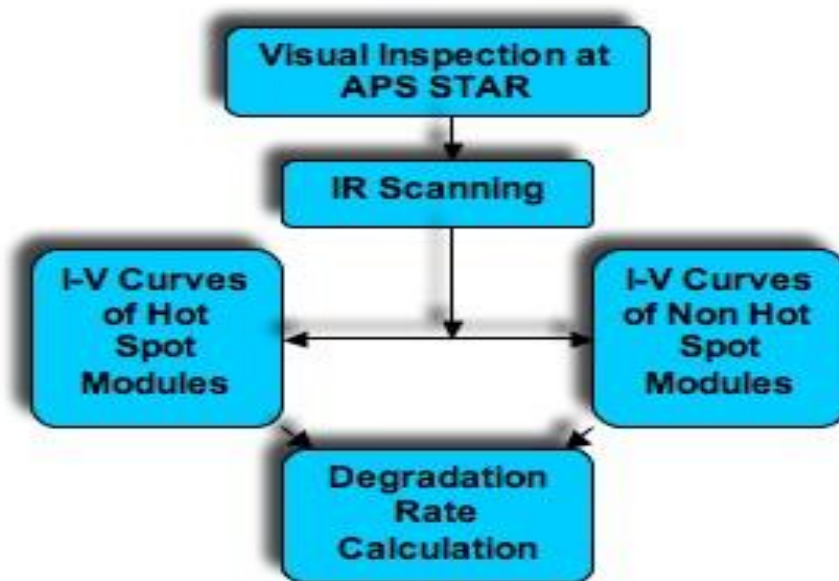 Visual Inspection at
APS STAR
IR Scanning
I-V Curves
of Hot
Spot
Modules
I-V Curves
of Non Hot
Spot
Modules
Degradation
Rate
Calculation